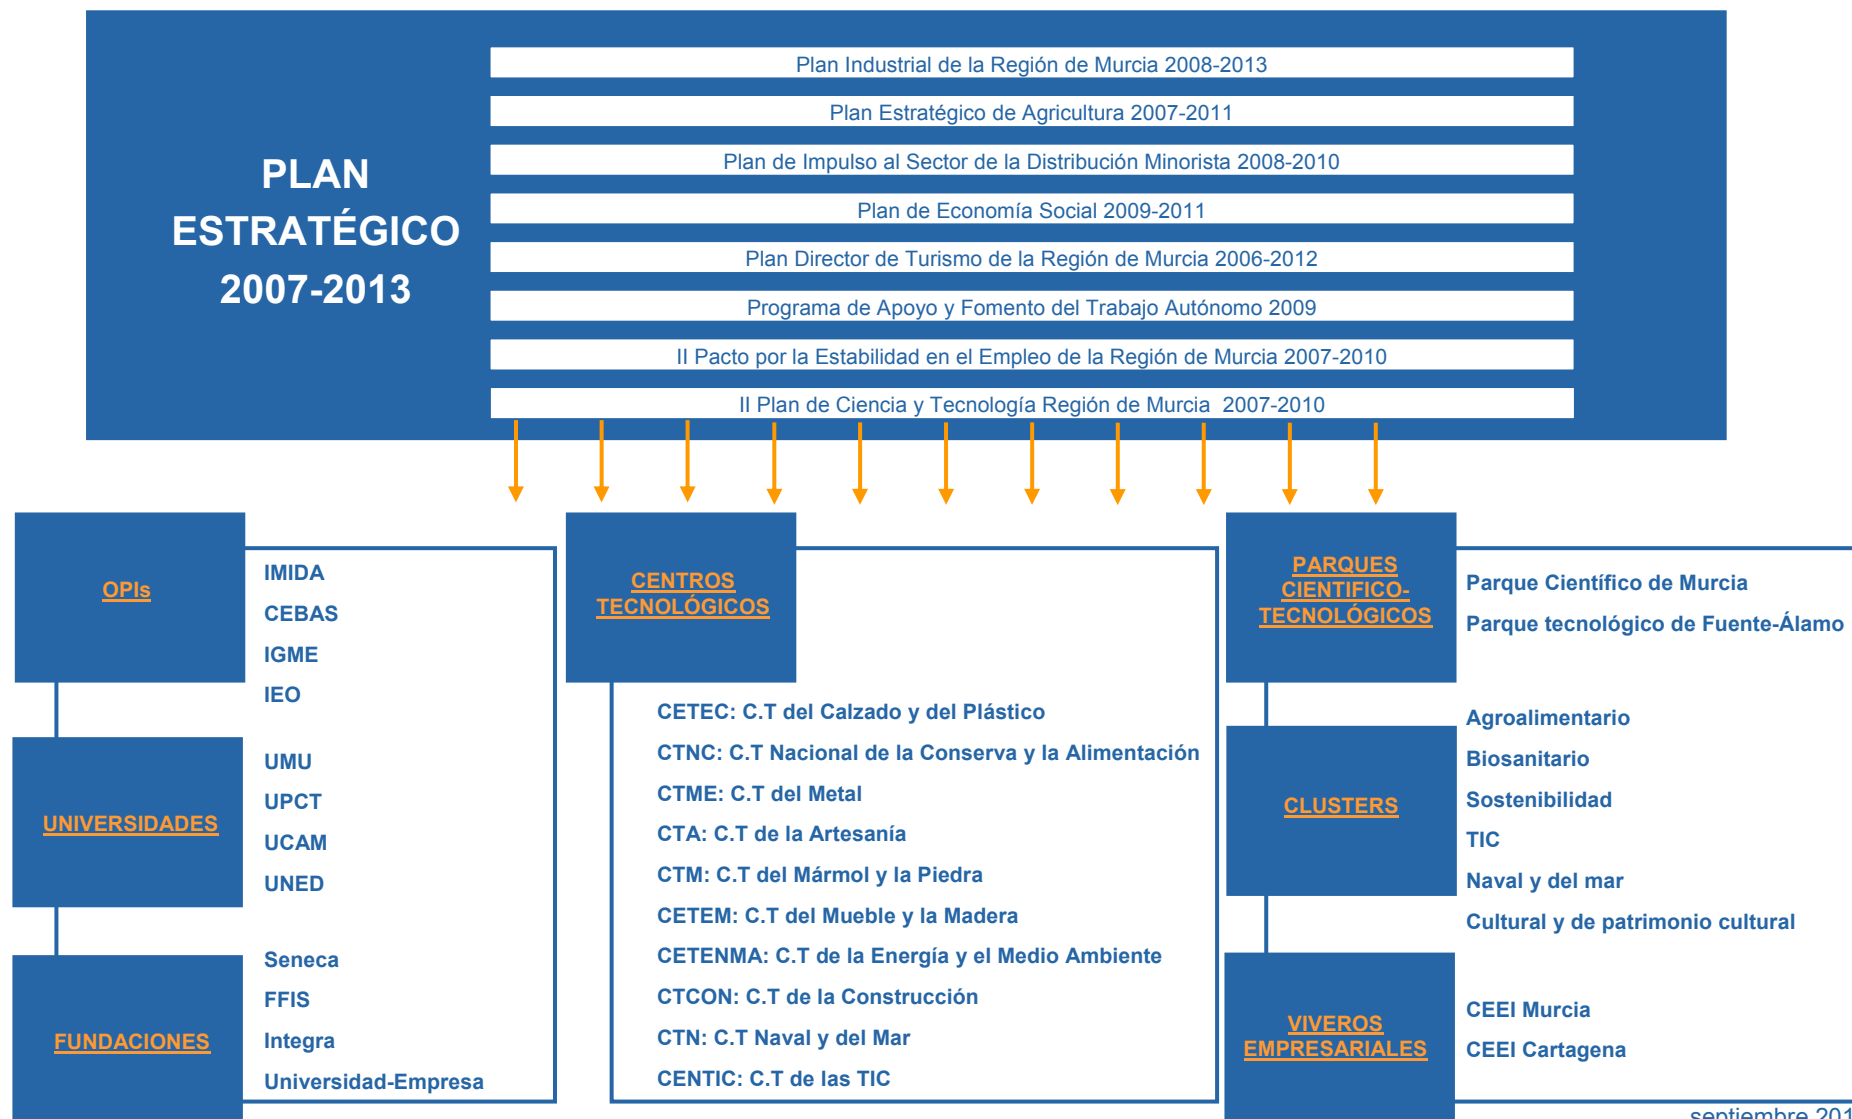 PLAN
ESTRATÉGICO
2007-2013
Plan Industrial de la Región de Murcia 2008-2013
Plan Estratégico de Agricultura 2007-2011
Plan de Impulso al Sector de la Distribución Minorista 2008-2010
Plan de Economía Social 2009-2011
Plan Director de Turismo de la Región de Murcia 2006-2012
Programa de Apoyo y Fomento del Trabajo Autónomo 2009
II Pacto por la Estabilidad en el Empleo de la Región de Murcia 2007-2010
II Plan de Ciencia y Tecnología Región de Murcia 2007-2010
OPIs
IMIDA
CEBAS
IGME
IEO
UNIVERSIDADES
UMU
UPCT
UCAM
UNED
FUNDACIONES
Seneca
FFIS
Integra
Universidad-Empresa
CENTROS
TECNOLÓGICOS
CETEC: C.T del Calzado y del Plástico
CTNC: C.T Nacional de la Conserva y la Alimentación
CTME: C.T del Metal
CTA: C.T de la Artesanía
CTM: C.T del Mármol y la Piedra
CETEM: C.T del Mueble y la Madera
CETENMA: C.T de la Energía y el Medio Ambiente
CTCON: C.T de la Construcción
CTN: C.T Naval y del Mar
CENTIC: C.T de las TIC
PARQUES
CIENTIFICO-
TECNOLÓGICOS
Parque Científico de Murcia
Parque tecnológico de Fuente-Álamo
CLUSTERS
Agroalimentario
Biosanitario
Sostenibilidad
TIC
Naval y del mar
Cultural y de patrimonio cultural
VIVEROS
EMPRESARIALES
CEEI Murcia
CEEI Cartagena
septiembre